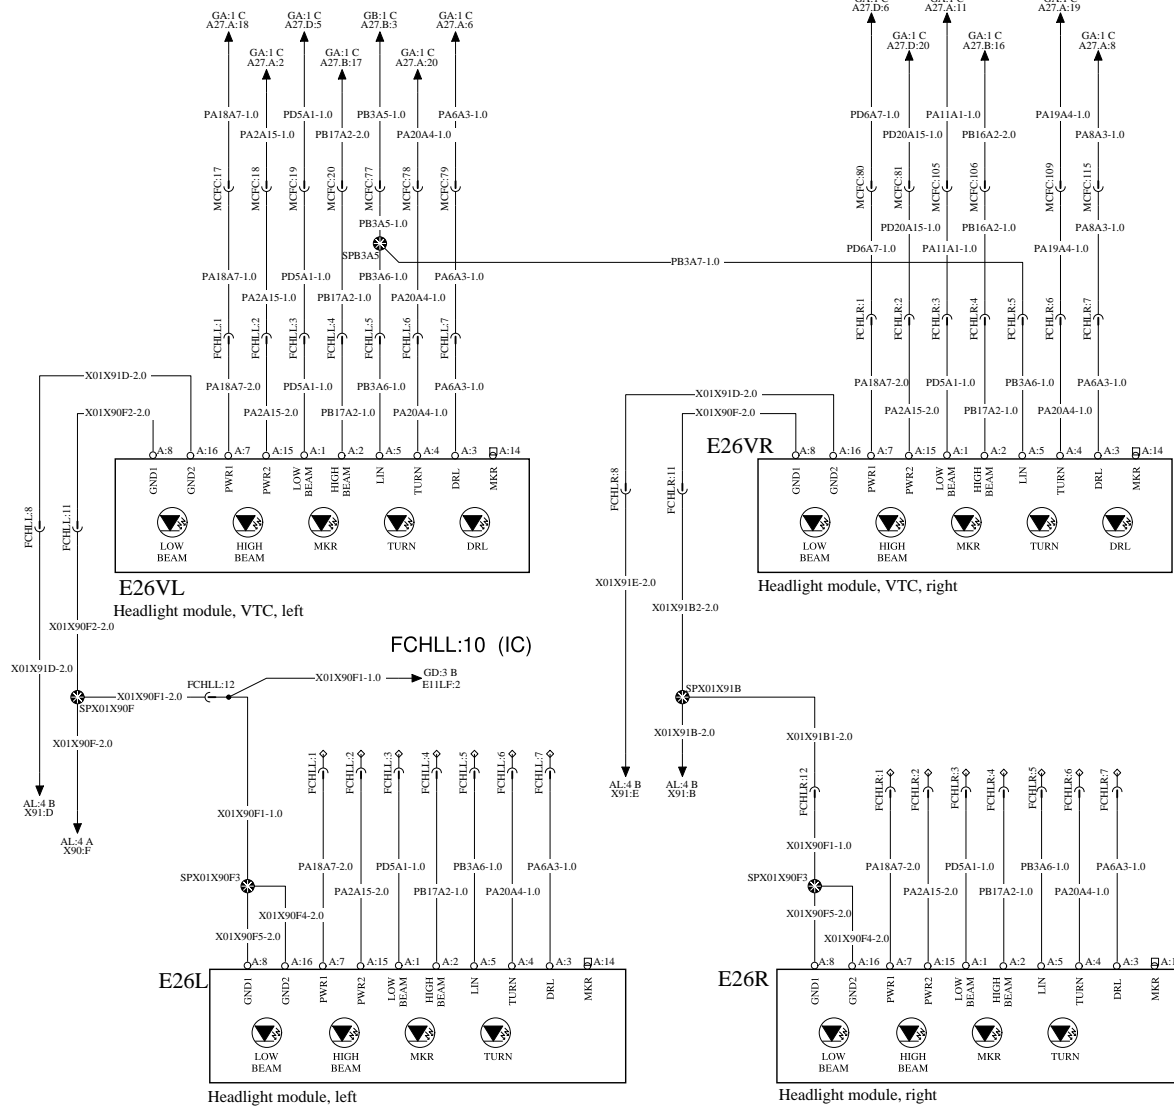 GA:1 C GA:1 C GB:1 C GA:1 C
A27.A:18 A27.D:5 A27.B:3 A27.A:6
A27.D:6 A27.A:11 A27.A:19
GA:1 C GA:1 C GA:1 C
A27.A:2 A27.B:17 A27.A:20
GA:1 C GA:1 C GA:1 C
A27.D:20 A27.B:16 A27.A:8
PA18A7-1.0 PD5A1-1.0 PB3A5-1.0 PA6A3-1.0
PD6A7-1.0 PA11A1-1.0 PA19A4-1.0
PA2A15-1.0 PB17A2-2.0 PA20A4-1.0
PD20A15-1.0 PB16A2-2.0 PA8A3-1.0
MCFC:17 MCFC:18 MCFC:19 MCFC:20 MCFC:77 MCFC:78 MCFC:79
MCFC:80 MCFC:81 MCFC:105 MCFC:106 MCFC:109 MCFC:115
PB3A5-1.0
PD20A15-1.0 PB16A2-1.0 PA8A3-1.0
SPB3A5
PD6A7-1.0 PA11A1-1.0 PA19A4-1.0
PB3A7-1.0
PA18A7-1.0 PD5A1-1.0 PB3A6-1.0 PA6A3-1.0
PA2A15-1.0 PB17A2-1.0 PA20A4-1.0
FCHLL:1 FCHLL:2 FCHLL:3 FCHLL:4 FCHLL:5 FCHLL:6 FCHLL:7
FCHLR:1 FCHLR:2 FCHLR:3 FCHLR:4 FCHLR:5 FCHLR:6 FCHLR:7
X01X91D-2.0
PA18A7-2.0 PD5A1-1.0 PB3A6-1.0 PA6A3-1.0
PA18A7-2.0 PD5A1-1.0 PB3A6-1.0 PA6A3-1.0
X01X91D-2.0
X01X90F2-2.0
PA2A15-2.0 PB17A2-1.0 PA20A4-1.0
X01X90F-2.0
PA2A15-2.0 PB17A2-1.0 PA20A4-1.0
E26VR
A:8 A:16 A:7 A:15 A:1 A:2 A:5 A:4 A:3 A:14
A:8 A:16 A:7 A:15 A:1 A:2 A:5 A:4 A:3 A:14
GND1 GND2 PWR1 PWR2 LOW BEAM HIGH BEAM LIN TURN DRL MKR
GND1 GND2 PWR1 PWR2 LOW BEAM HIGH BEAM LIN TURN DRL MKR
FCHLL:8 FCHLL:11
FCHLR:8 FCHLR:11
LOW HIGH MKR TURN DRL
BEAM BEAM
LOW HIGH MKR TURN DRL
BEAM BEAM
E26VL
Headlight module, VTC, left
Headlight module, VTC, right
X01X91E-2.0
X01X91B2-2.0
X01X90F2-2.0
FCHLL:10 (IC)
X01X91D-2.0
X01X90F1-1.0
GD:3 B
E11LF:2
FCHLL:12
X01X90F1-2.0
SPX01X90F
SPX01X91B
X01X90F-2.0
X01X91B-2.0
X01X91B1-2.0
FCHLL:1 FCHLL:2 FCHLL:3 FCHLL:4 FCHLL:5 FCHLL:6 FCHLL:7
FCHLR:12 FCHLR:1 FCHLR:2 FCHLR:3 FCHLR:4 FCHLR:5 FCHLR:6 FCHLR:7
AL:4 B
X91:D
AL:4 B
X91:E
AL:4 B
X91:B
AL:4 A
X90:F
X01X90F1-1.0
X01X90F1-1.0
PA18A7-2.0 PD5A1-1.0 PB3A6-1.0 PA6A3-1.0
PA18A7-2.0 PD5A1-1.0 PB3A6-1.0 PA6A3-1.0
SPX01X90F3
SPX01X90F3
PA2A15-2.0 PB17A2-1.0 PA20A4-1.0
PA2A15-2.0 PB17A2-1.0 PA20A4-1.0
X01X90F4-2.0
X01X90F5-2.0
X01X90F5-2.0
X01X90F4-2.0
A:8 A:16 A:7 A:15 A:1 A:2 A:5 A:4 A:3 A:14
A:8 A:16 A:7 A:15 A:1 A:2 A:5 A:4 A:3
E26L
GND1 GND2 PWR1 PWR2 LOW BEAM HIGH BEAM LIN TURN DRL MKR
E26R
GND1 GND2 PWR1 PWR2 LOW BEAM HIGH BEAM LIN TURN DRL MKR
LOW HIGH MKR TURN
BEAM BEAM
LOW HIGH MKR TURN
BEAM BEAM
Headlight module, left
Headlight module, right